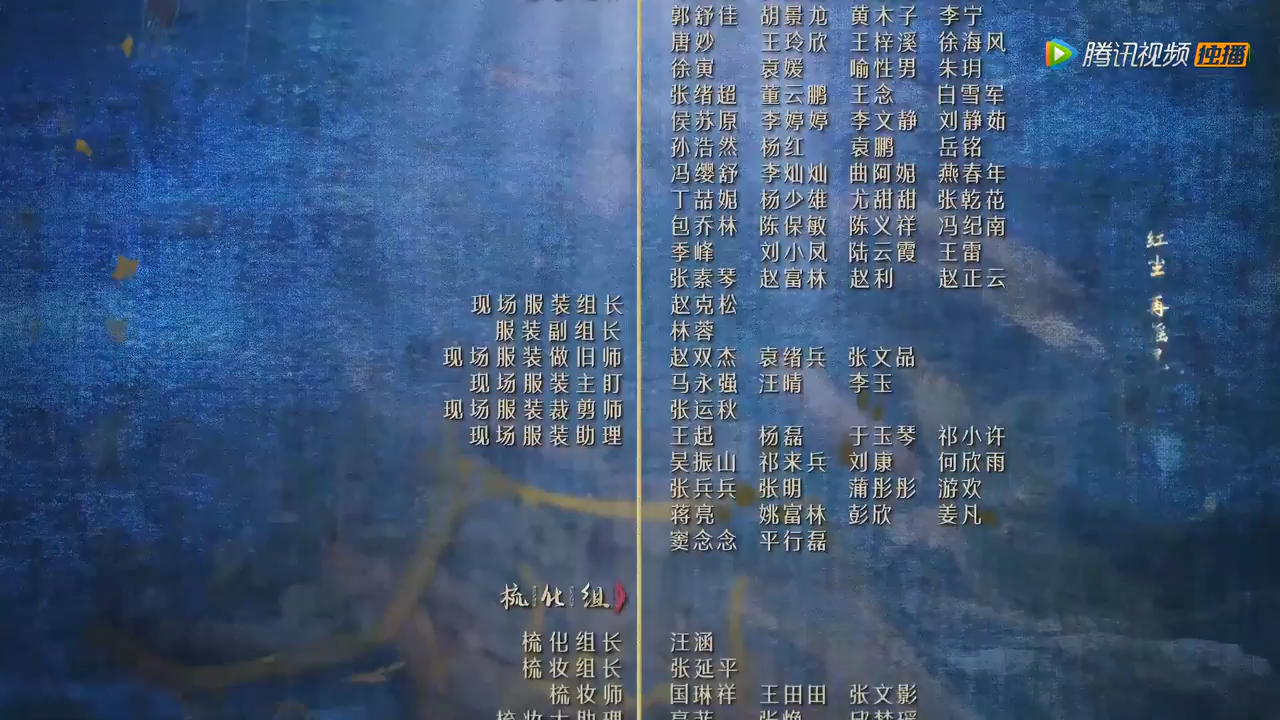 郭舒佳 胡景龙 黄木子 李宁
唐妙 王玲欣 王梓溪 徐海风
腾讯视频 独播
徐寅 袁媛 喻性男 朱玥
张绪超 董云鹏 王念 白雪军
侯苏原 李婷婷 李文静 刘静茹
孙浩然 杨红 袁鹏 岳铭
冯缨舒 李灿灿 曲阿妮 燕春年
丁喆妮 杨少雄 尤甜甜 张乾花
包乔林 陈保敏 陈义祥 冯纪南
季峰 刘小凤 陆云霞 王雷
张素琴 赵富林 赵利 赵正云
红尘 再
现场服装组长 赵克松
服装副组长 林蓉
现场服装做旧师 赵双杰 袁绪兵 张文晶
现场服装主盯 马永强 汪晴 李玉
现场服装裁剪师 张运秋
现场服装助理 王起 杨磊 于玉琴 祁小许
吴振山 祁来兵 刘康 何欣雨
张兵兵 张明 蒲彤彤 游欢
蒋亮 姚富林 彭欣 姜凡
窦念念 平行磊
梳化组
梳化组长 汪涵
梳妆组长 张延平
梳妆师 国琳祥 王田田 张文影